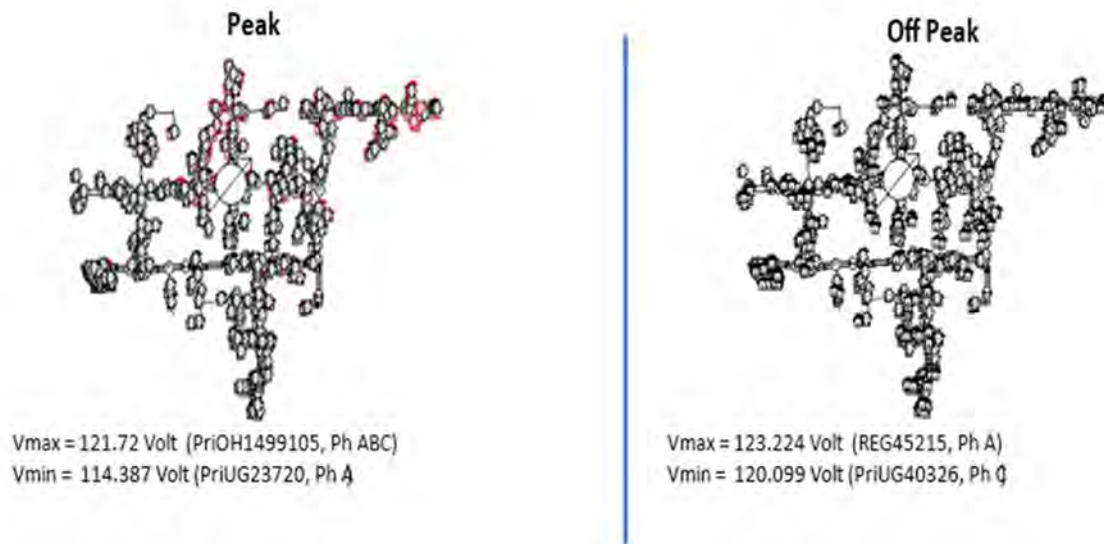 Peak
Off Peak
Vmax = 121.72 Volt (PriOH1499105, Ph ABC)
Vmin = 114.387 Volt (PriUG23720, Ph A)
Vmax = 123.224 Volt (REG45215, Ph A)
Vmin = 120.099 Volt (PriUG40326, Ph C)